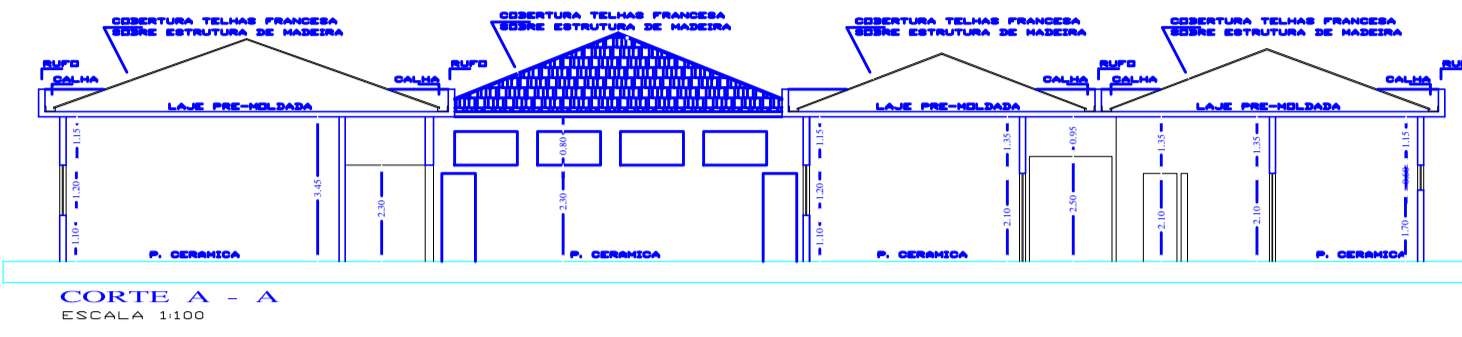 COBERTURA TELHAS FRANCESA
SOBRE ESTRUTURA DE MADEIRA
COBERTURA TELHAS FRANCESA
SOBRE ESTRUTURA DE MADEIRA
COBERTURA TELHAS FRANCESA
SOBRE ESTRUTURA DE MADEIRA
COBERTURA TELHAS FRANCESA
SOBRE ESTRUTURA DE MADEIRA
RUFO
RUFO
RUFO
CALHA
CALHA
CALHA
CALHA
CALHA
LAJE PRE-MOLDADA
LAJE PRE-MOLDADA
LAJE PRE-MOLDADA
1.15
1.20
1.10
3.45
2.30
0.80
2.30
1.15
1.20
1.10
1.35
2.10
0.95
2.50
1.35
2.10
1.35
2.10
1.15
0.60
1.70
P. CERAMICA
P. CERAMICA
P. CERAMICA
P. CERAMICA
CORTE A - A
ESCALA 1:100